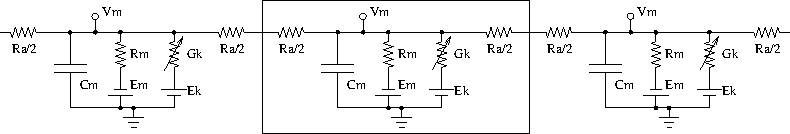 Vm Vm Vm
Ra/2 Rm Gk Ra/2 Ra/2 Rm Gk Ra/2 Ra/2 Rm Gk Ra/2
Cm Em Ek Cm Em Ek Cm Em Ek